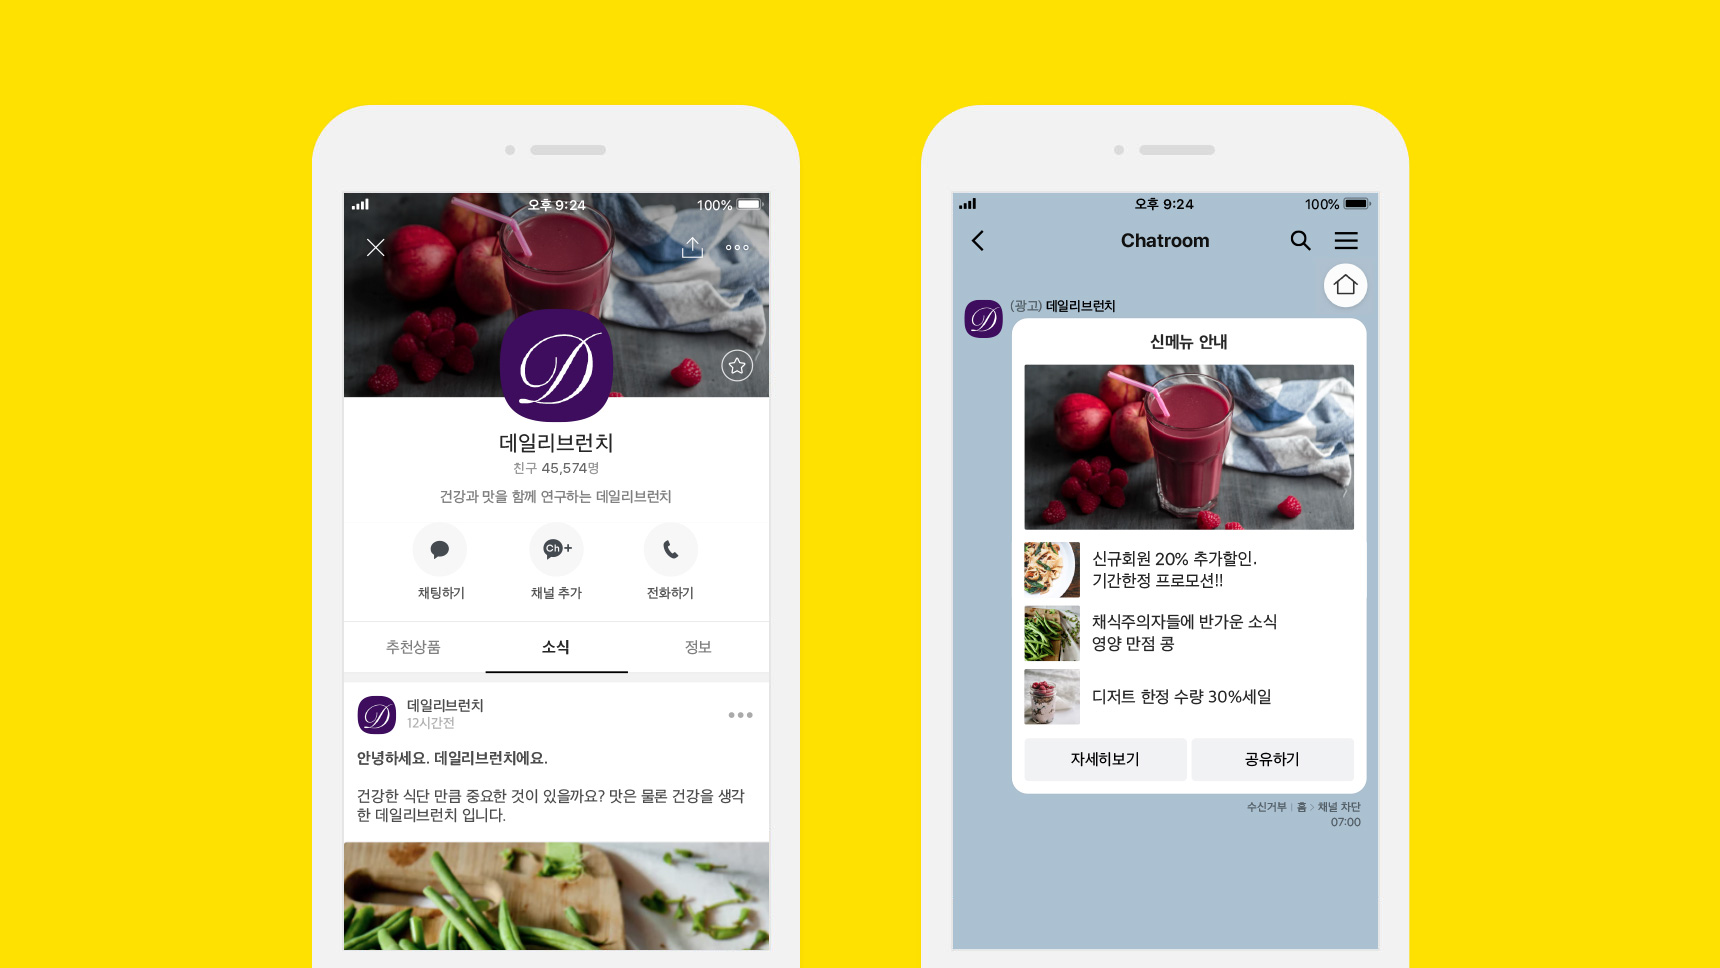 오후 9:24
100%
D
데일리브런치
친구 45,574명
건강과 맛을 함께 연구하는 데일리브런치
Ch+
채팅하기
채널 추가
전화하기
추천상품
소식
정보
D
데일리브런치
12시간전
안녕하세요. 데일리브런치에요.
건강한 식단 만큼 중요한 것이 있을까요? 맛은 물론 건강을 생각
한 데일리브런치 입니다.
오후 9:24
100%
Chatroom
D
(광고) 데일리브런치
신메뉴 안내
신규회원 20% 추가할인.
기간한정 프로모션!!
채식주의자들에 반가운 소식
영양 만점 콩
디저트 한정 수량 30%세일
자세히보기
공유하기
수신거부 | 홈 > 채널 차단
07:00